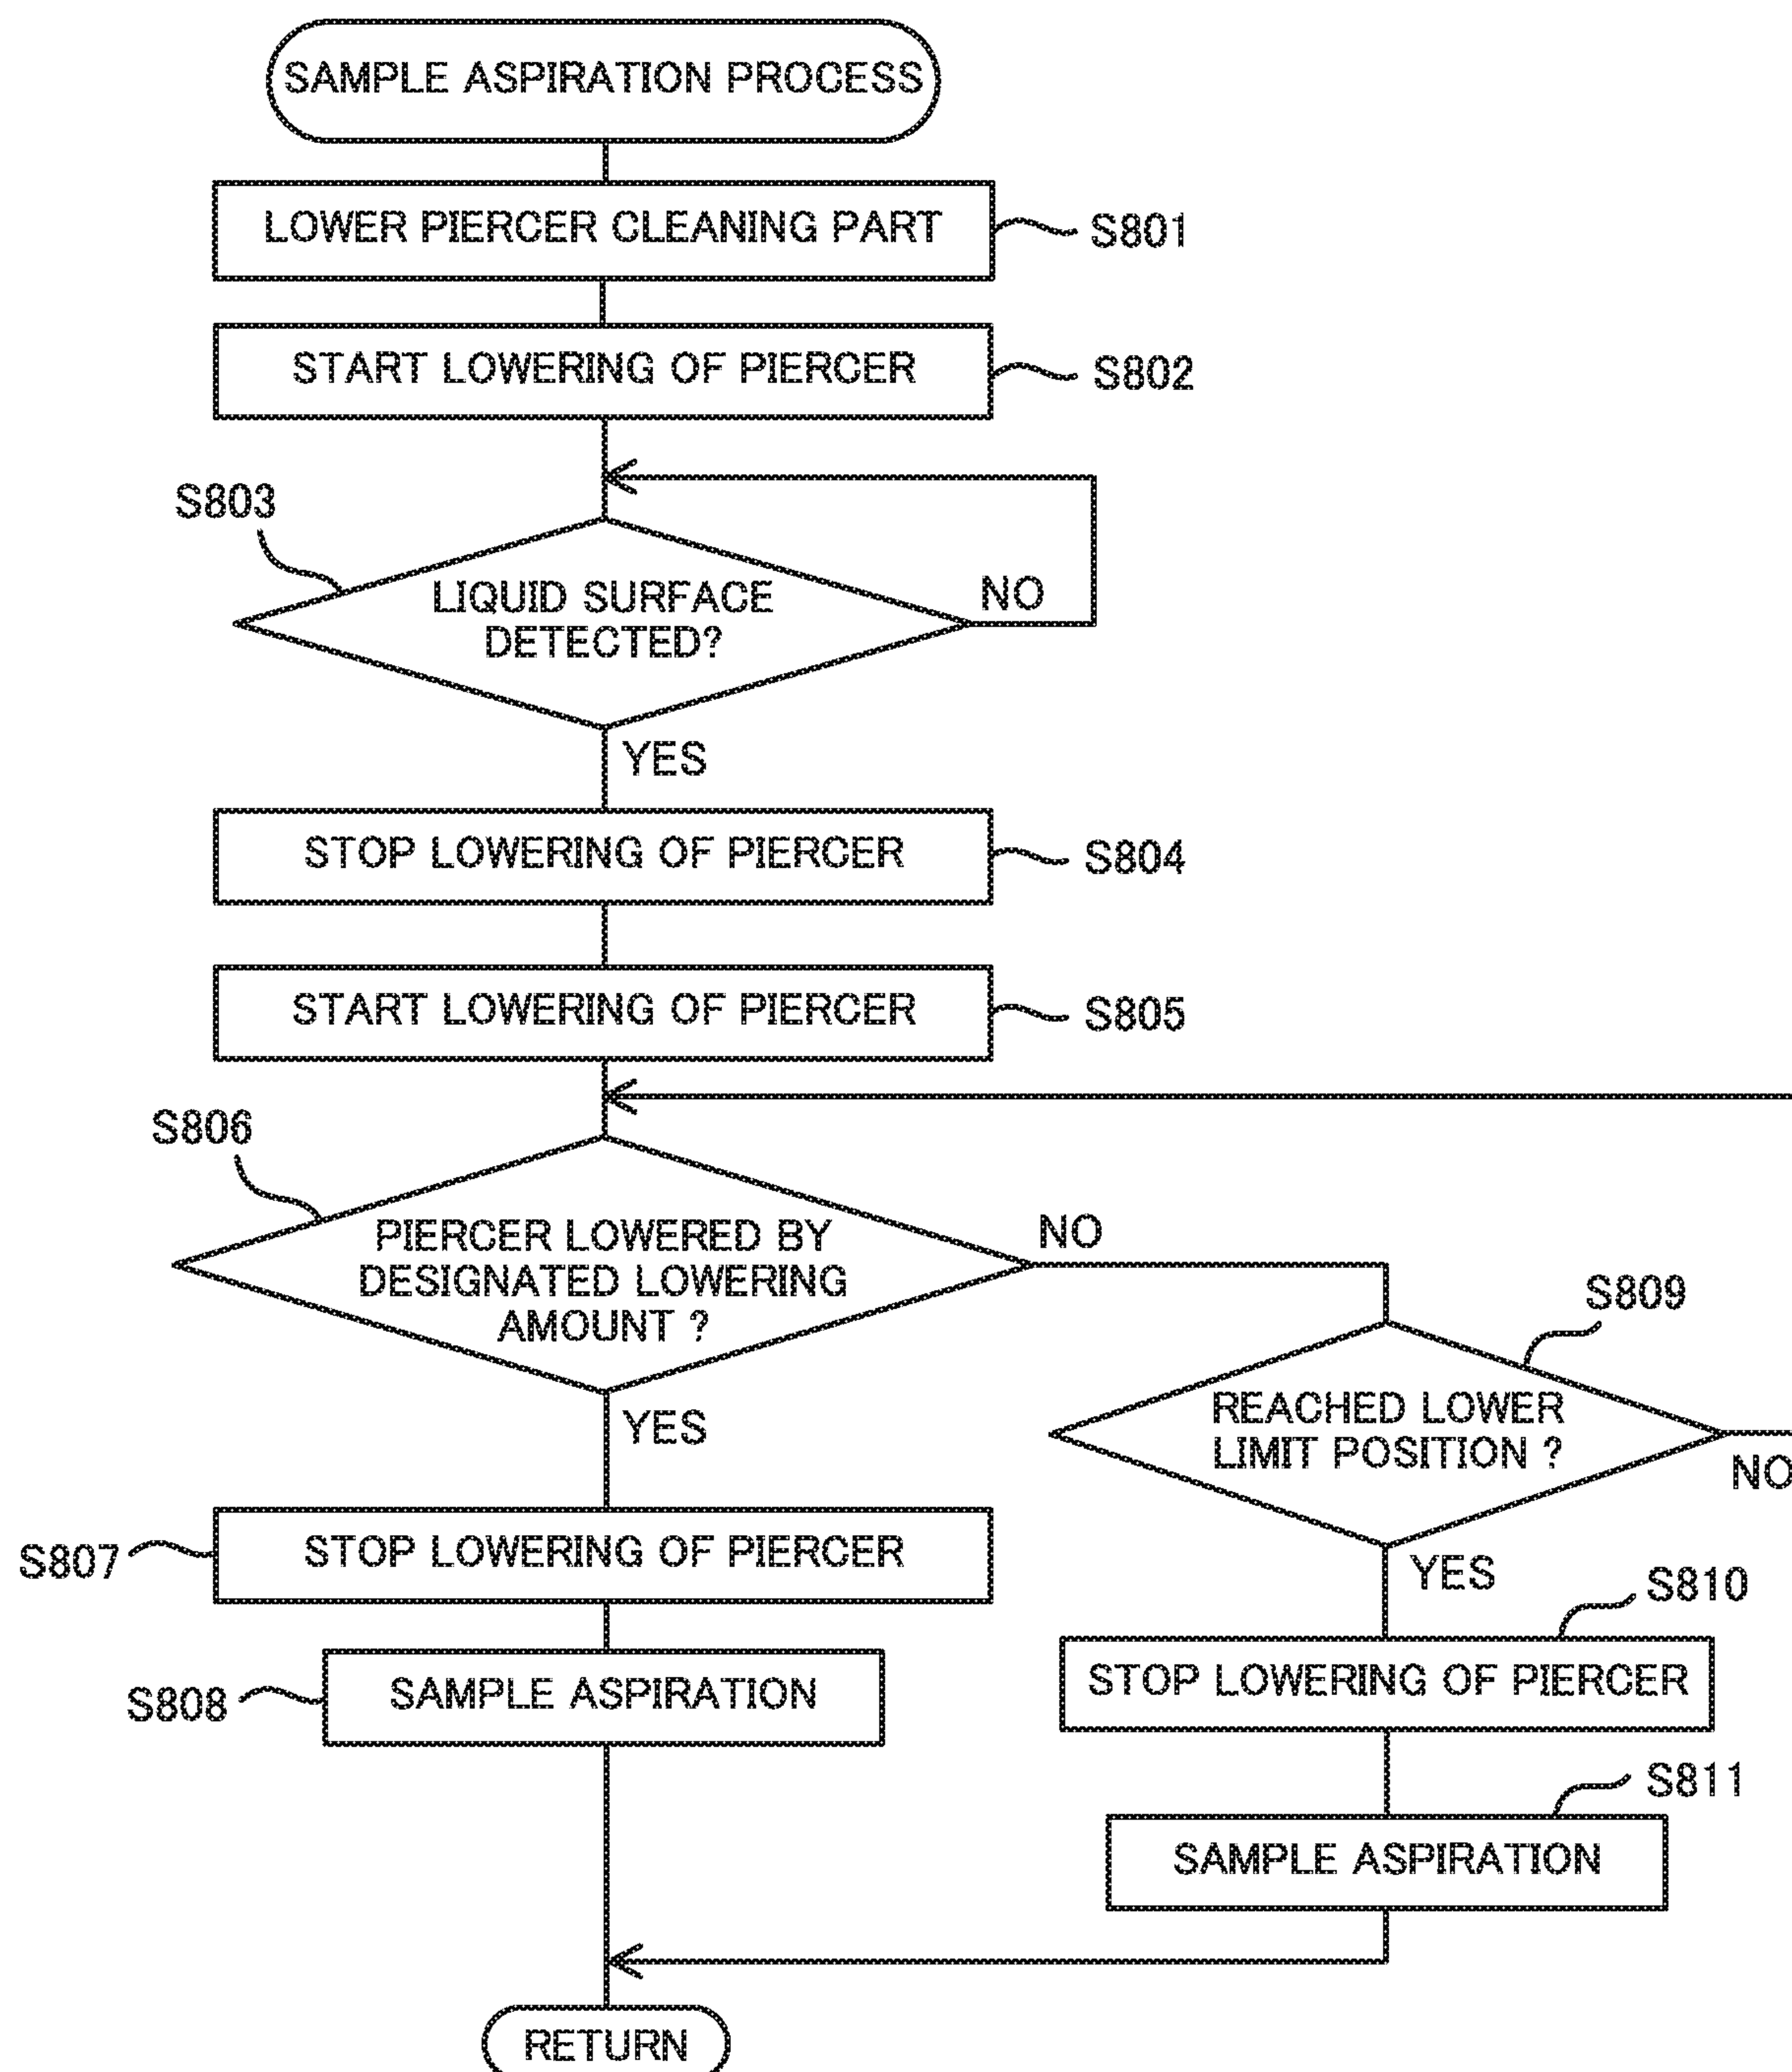 SAMPLE ASPIRATION PROCESS
LOWER PIERCER CLEANING PART
S801
START LOWERING OF PIERCER
S802
S803
LIQUID SURFACE
DETECTED?
NO
YES
STOP LOWERING OF PIERCER
S804
START LOWERING OF PIERCER
S805
S806
PIERCER LOWERED BY
DESIGNATED LOWERING
AMOUNT ?
NO
YES
S809
REACHED LOWER
LIMIT POSITION ?
NO
YES
S807
STOP LOWERING OF PIERCER
S808
SAMPLE ASPIRATION
S810
STOP LOWERING OF PIERCER
S811
SAMPLE ASPIRATION
RETURN